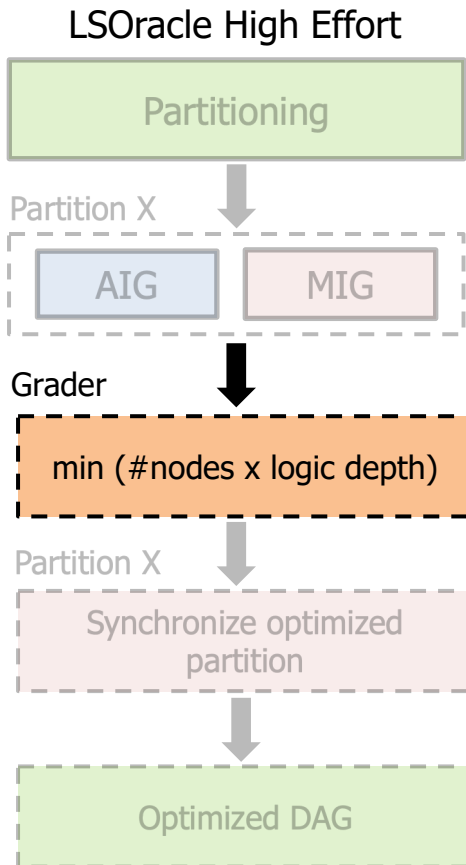 LSOracle High Effort
Partitioning
Partition X
AIG
MIG
Grader
min (#nodes x logic depth)
Partition X
Synchronize optimized
partition
Optimized DAG